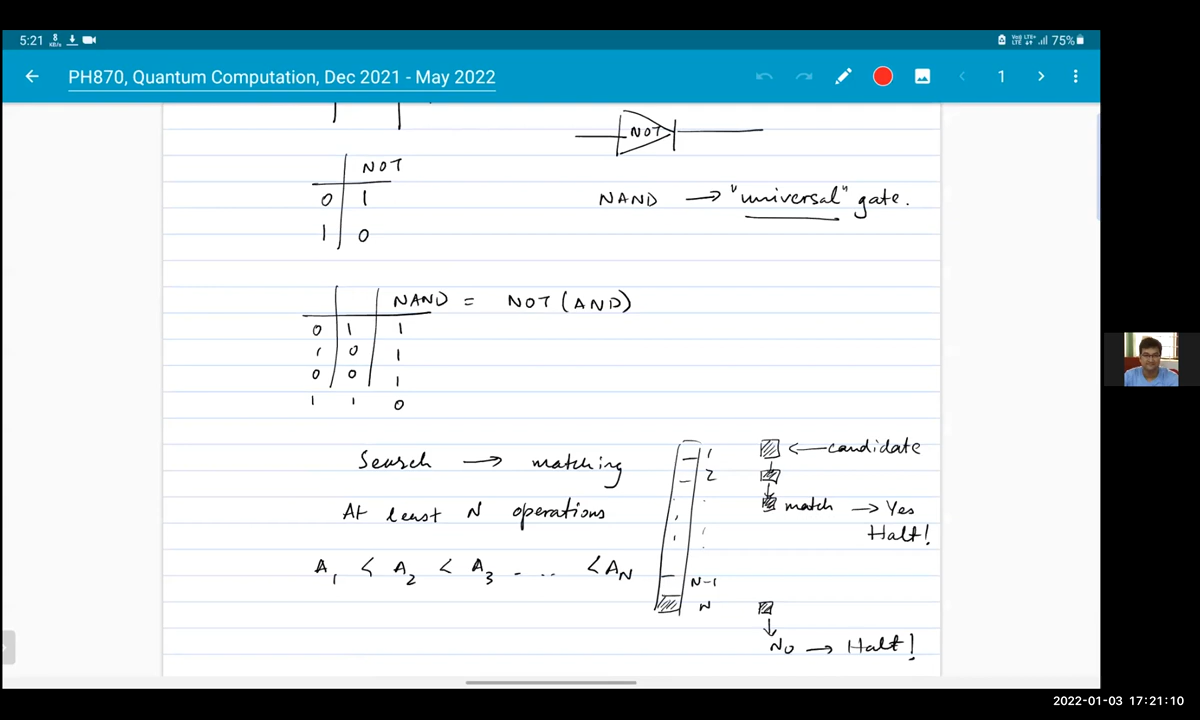 5:21 8 KB/s 75%
PH870, Quantum Computation, Dec 2021 - May 2022
1
NOT
NOT
0 1
1 0
NAND → "universal" gate.
NAND = NOT (AND)
0 1 1
1 0 1
0 0 1
1 1 0
Search → matching
At least N operations
A1 < A2 < A3 - ... < AN
1
2
N-1
N
← candidate
match → Yes
Halt!
No → Halt!
2022-01-03 17:21:10